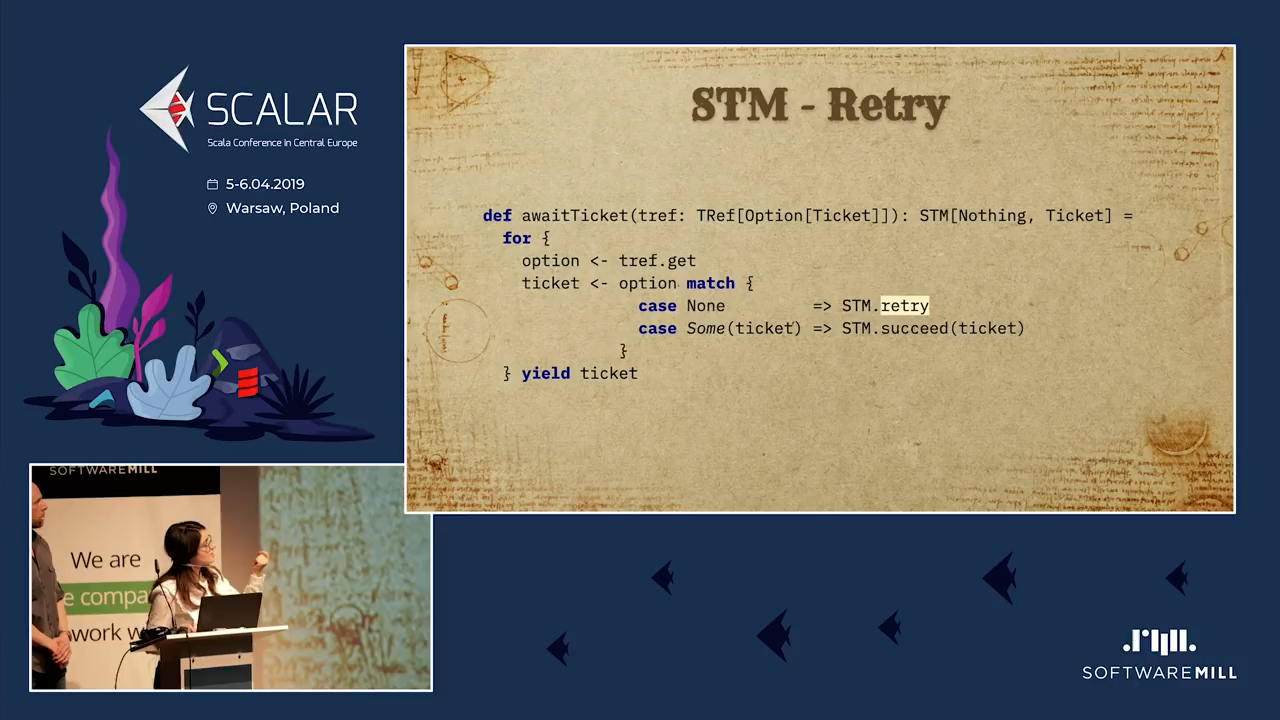 SCALAR
Scala Conference in Central Europe
5-6.04.2019
Warsaw, Poland
STM - Retry
def awaitTicket(tref: TRef[Option[Ticket]]): STM[Nothing, Ticket] =
for {
option <- tref.get
ticket <- option match {
case None => STM.retry
case Some(ticket) => STM.succeed(ticket)
}
} yield ticket
SOFTWAREMILL
We are
e compa
work w
SOFTWAREMILL